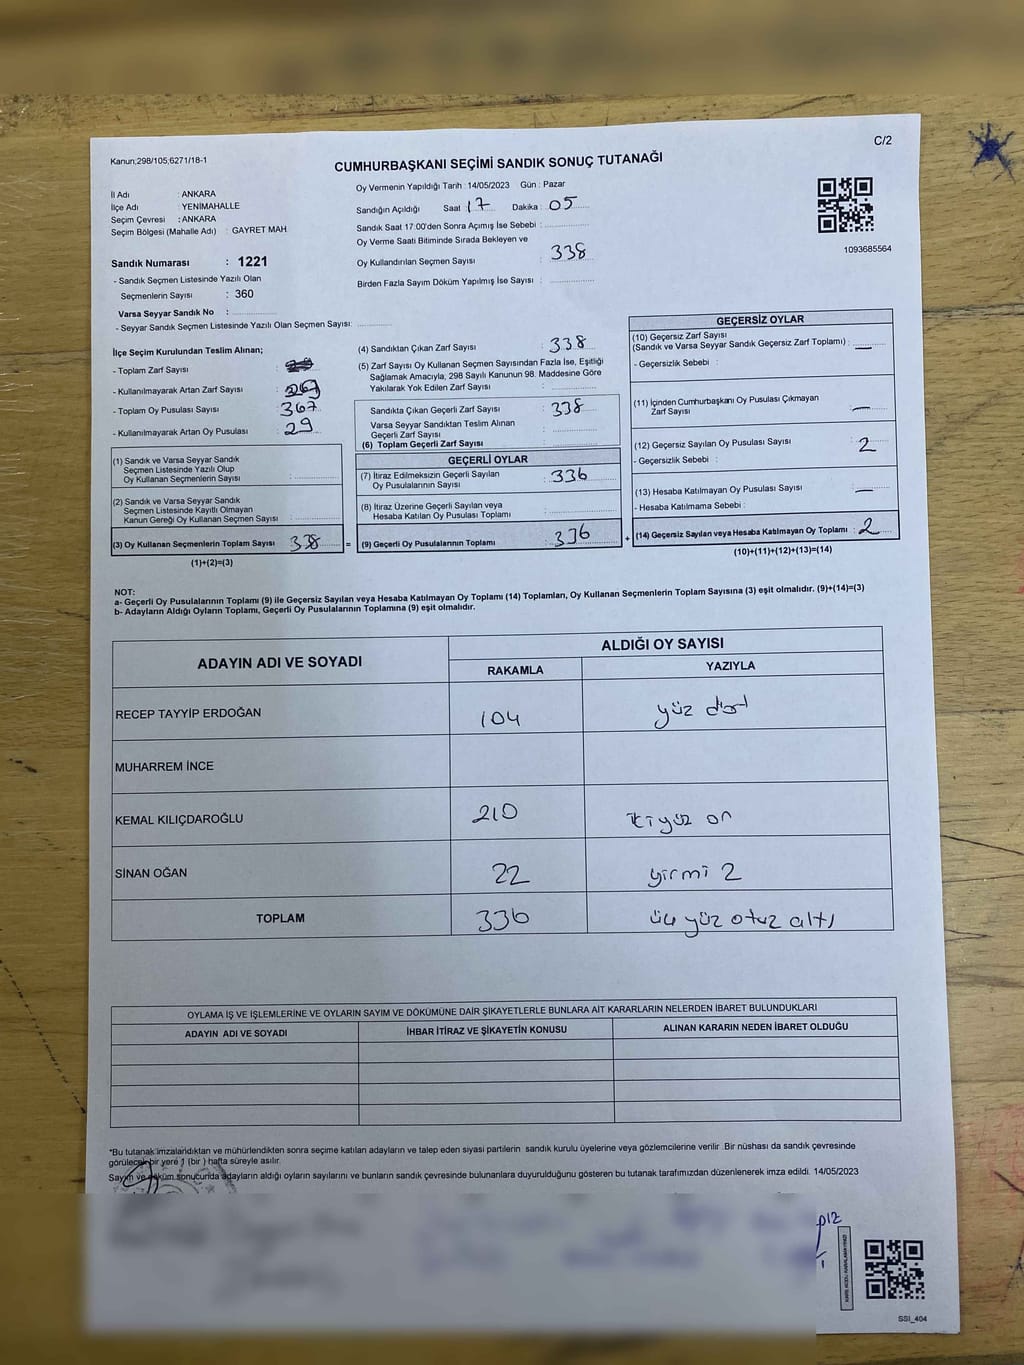 C/2
Kanun;298/105;6271/18-1
CUMHURBAŞKANI SEÇİMİ SANDIK SONUÇ TUTANAĞI
İl Adı : ANKARA
İlçe Adı : YENİMAHALLE
Seçim Çevresi : ANKARA
Seçim Bölgesi (Mahalle Adı) : GAYRET MAH.
Sandık Numarası : 1221
- Sandık Seçmen Listesinde Yazılı Olan
Seçmenlerin Sayısı : 360
Varsa Seyyar Sandık No :
- Seyyar Sandık Seçmen Listesinde Yazılı Olan Seçmen Sayısı:
Oy Vermenin Yapıldığı Tarih : 14/05/2023 Gün : Pazar
Sandığın Açıldığı Saat : 17 Dakika : 05
Sandık Saat 17:00'den Sonra Açımış İse Sebebi :
Oy Verme Saati Bitiminde Sırada Bekleyen ve
Oy Kullandırılan Seçmen Sayısı : 338
Birden Fazla Sayım Döküm Yapılmış İse Sayısı :
1093685564
İlçe Seçim Kurulundan Teslim Alınan;
- Toplam Zarf Sayısı :
- Kullanılmayarak Artan Zarf Sayısı :
- Toplam Oy Pusulası Sayısı : 367
- Kullanılmayarak Artan Oy Pusulası : 29
(1) Sandık ve Varsa Seyyar Sandık
Seçmen Listesinde Yazılı Olup
Oy Kullanan Seçmenlerin Sayısı :
(2) Sandık ve Varsa Seyyar Sandık
Seçmen Listesinde Kayıtlı Olmayan
Kanun Gereği Oy Kullanan Seçmen Sayısı :
(3) Oy Kullanan Seçmenlerin Toplam Sayısı : 338 =
(1)+(2)=(3)
(4) Sandıktan Çıkan Zarf Sayısı : 338
(5) Zarf Sayısı Oy Kullanan Seçmen Sayısından Fazla İse, Eşitliği
Sağlamak Amacıyla, 298 Sayılı Kanunun 98. Maddesine Göre
Yakılarak Yok Edilen Zarf Sayısı :
Sandıkta Çıkan Geçerli Zarf Sayısı : 338
Varsa Seyyar Sandıktan Teslim Alınan
Geçerli Zarf Sayısı :
(6) Toplam Geçerli Zarf Sayısı :
GEÇERLİ OYLAR
(7) İtiraz Edilmeksizin Geçerli Sayılan
Oy Pusulalarının Sayısı : 336
(8) İtiraz Üzerine Geçerli Sayılan veya
Hesaba Katılan Oy Pusulası Toplamı :
(9) Geçerli Oy Pusulalarının Toplamı : 336 +
GEÇERSİZ OYLAR
(10) Geçersiz Zarf Sayısı
(Sandık ve Varsa Seyyar Sandık Geçersiz Zarf Toplamı) : —
- Geçersizlik Sebebi :
(11) İçinden Cumhurbaşkanı Oy Pusulası Çıkmayan
Zarf Sayısı : —
(12) Geçersiz Sayılan Oy Pusulası Sayısı : 2
- Geçersizlik Sebebi :
(13) Hesaba Katılmayan Oy Pusulası Sayısı : —
- Hesaba Katılmama Sebebi :
(14) Geçersiz Sayılan veya Hesaba Katılmayan Oy Toplamı : 2
(10)+(11)+(12)+(13)=(14)
NOT:
a- Geçerli Oy Pusulalarının Toplamı (9) ile Geçersiz Sayılan veya Hesaba Katılmayan Oy Toplamı (14) Toplamları, Oy Kullanan Seçmenlerin Toplam Sayısına (3) eşit olmalıdır. (9)+(14)=(3)
b- Adayların Aldığı Oyların Toplamı, Geçerli Oy Pusulalarının Toplamına (9) eşit olmalıdır.
ADAYIN ADI VE SOYADI ALDIĞI OY SAYISI
RAKAMLA YAZIYLA
RECEP TAYYİP ERDOĞAN 104 yüz dört
MUHARREM İNCE
KEMAL KILIÇDAROĞLU 210 ikiyüz on
SİNAN OĞAN 22 yirmi 2
TOPLAM 336 üç yüz otuz altı
OYLAMA İŞ VE İŞLEMLERİNE VE OYLARIN SAYIM VE DÖKÜMÜNE DAİR ŞİKAYETLERLE BUNLARA AİT KARARLARIN NELERDEN İBARET BULUNDUKLARI
ADAYIN ADI VE SOYADI İHBAR İTİRAZ VE ŞİKAYETİN KONUSU ALINAN KARARIN NEDEN İBARET OLDUĞU
*Bu tutanak imzalandıktan ve mühürlendikten sonra seçime katılan adayların ve talep eden siyasi partilerin sandık kurulu üyelerine veya gözlemcilerine verilir .Bir nüshası da sandık çevresinde
görülecek bir yere 1 (bir ) hafta süreyle asılır.
Sayım ve döküm sonucunda adayların aldığı oyların sayılarını ve bunların sandık çevresinde bulunanlara duyurulduğunu gösteren bu tutanak tarafımızdan düzenlenerek imza edildi. 14/05/2023
SSI_404